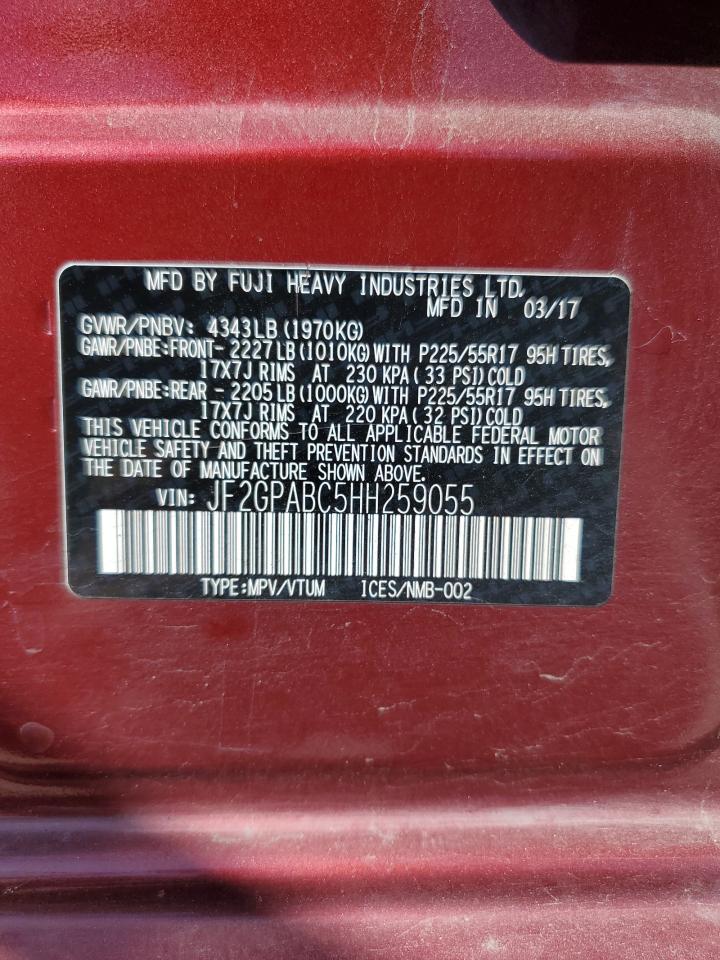 MFD BY FUJI HEAVY INDUSTRIES LTD.
MFD IN 03/17
GVWR/PNBV: 4343LB (1970KG)
GAWR/PNBE:FRONT- 2227 LB (1010KG) WITH P225/55R17 95H TIRES,
17X7J RIMS AT 230 KPA ( 33 PSI) COLD
GAWR/PNBE:REAR - 2205 LB (1000KG) WITH P225/55R17 95H TIRES,
17X7J RIMS AT 220 KPA ( 32 PSI) COLD
THIS VEHICLE CONFORMS TO ALL APPLICABLE FEDERAL MOTOR
VEHICLE SAFETY AND THEFT PREVENTION STANDARDS IN EFFECT ON
THE DATE OF MANUFACTURE SHOWN ABOVE.
VIN: JF2GPABC5HH259055
TYPE:MPV/VTUM ICES/NMB-002